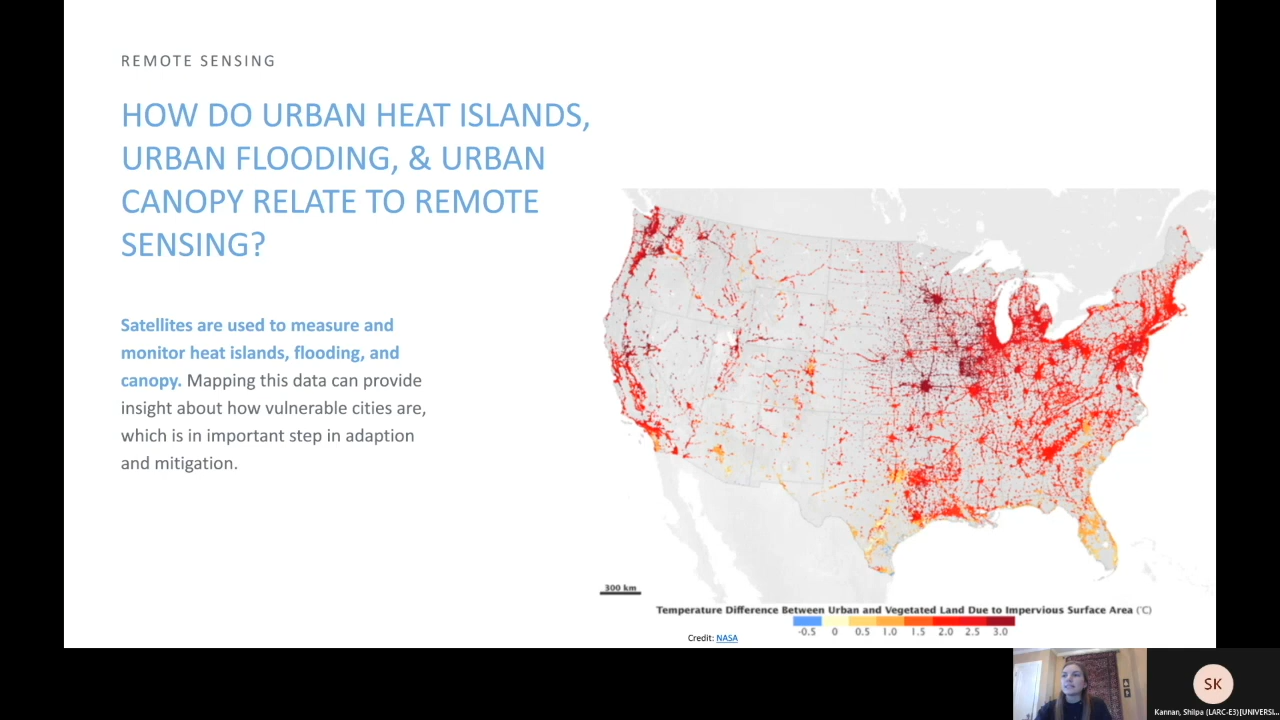 REMOTE SENSING
HOW DO URBAN HEAT ISLANDS,
URBAN FLOODING, & URBAN
CANOPY RELATE TO REMOTE
SENSING?
Satellites are used to measure and
monitor heat islands, flooding, and
canopy. Mapping this data can provide
insight about how vulnerable cities are,
which is in important step in adaption
and mitigation.
300 km
Temperature Difference Between Urban and Vegetated Land Due to Impervious Surface Area (°C)
-0.5 0 0.5 1.0 1.5 2.0 2.5 3.0
Credit: NASA
SK
Kannan, Shilpa (LARC-E3)[UNIVERSI...